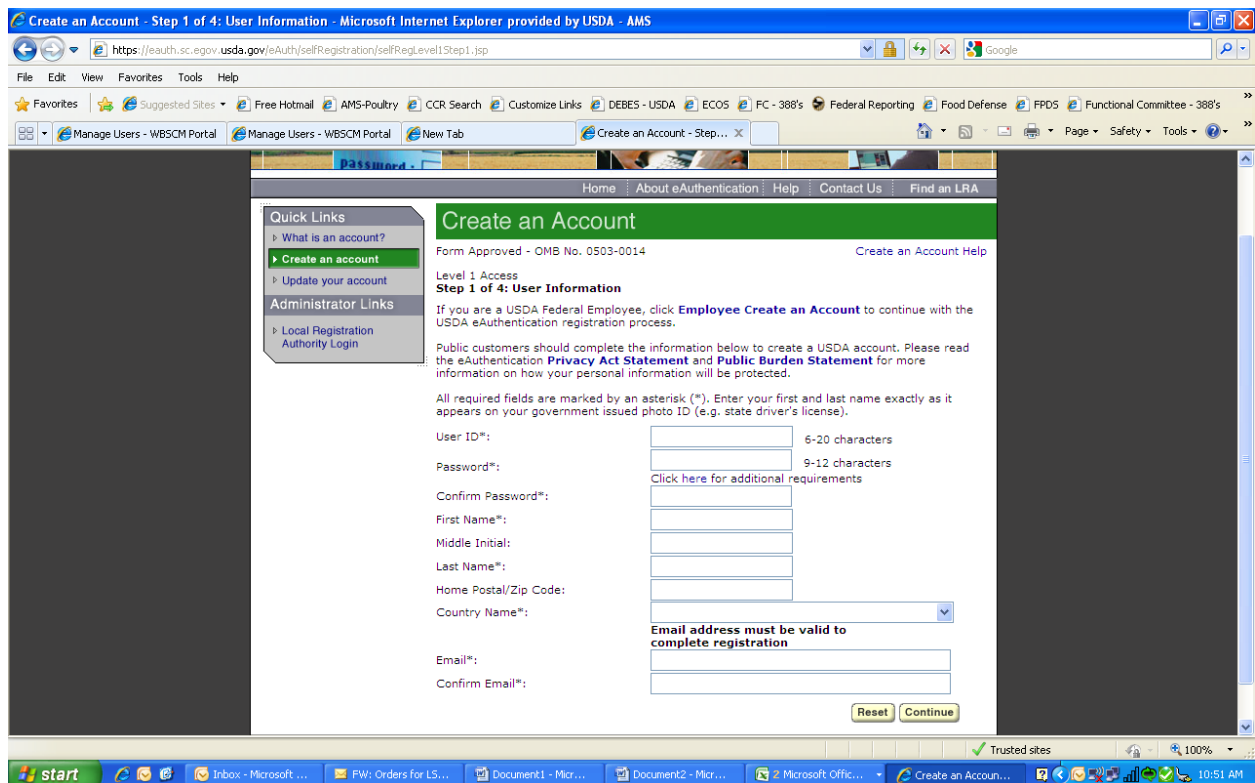 Create an Account - Step 1 of 4: User Information - Microsoft Internet Explorer provided by USDA - AMS
https://eauth.sc.egov.usda.gov/eAuth/selfRegistration/selfRegLevel1Step1.jsp
Google
File Edit View Favorites Tools Help
Favorites Suggested Sites Free Hotmail AMS-Poultry CCR Search Customize Links DEBES - USDA ECOS FC - 388's Federal Reporting Food Defense FPDS Functional Committee - 388's
Manage Users - WBSCM Portal Manage Users - WBSCM Portal New Tab Create an Account - Step... X Page Safety Tools
Password
Home About eAuthentication Help Contact Us Find an LRA
Quick Links
What is an account?
Create an account
Update your account
Administrator Links
Local Registration
Authority Login
Create an Account
Form Approved - OMB No. 0503-0014 Create an Account Help
Level 1 Access
Step 1 of 4: User Information
If you are a USDA Federal Employee, click Employee Create an Account to continue with the
USDA eAuthentication registration process.
Public customers should complete the information below to create a USDA account. Please read
the eAuthentication Privacy Act Statement and Public Burden Statement for more
information on how your personal information will be protected.
All required fields are marked by an asterisk (*). Enter your first and last name exactly as it
appears on your government issued photo ID (e.g. state driver's license).
User ID*: 6-20 characters
Password*: 9-12 characters
Click here for additional requirements
Confirm Password*:
First Name*:
Middle Initial:
Last Name*:
Home Postal/Zip Code:
Country Name*:
Email address must be valid to
complete registration
Email*:
Confirm Email*:
Reset Continue
Trusted sites 100%
start Inbox - Microsoft ... FW: Orders for LS... Document1 - Micr... Document2 - Micr... 2 Microsoft Offic... Create an Accoun... 10:51 AM